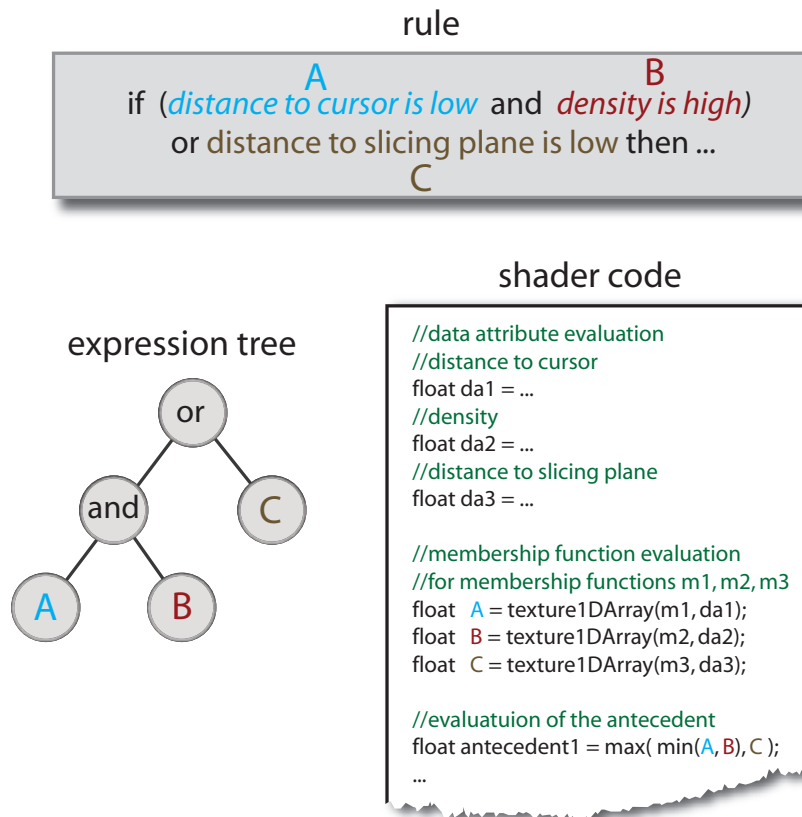 rule
A B
if (distance to cursor is low and density is high)
or distance to slicing plane is low then ...
C
expression tree
or
and
C
A
B
shader code
//data attribute evaluation
//distance to cursor
float da1 = ...
//density
float da2 = ...
//distance to slicing plane
float da3 = ...
//membership function evaluation
//for membership functions m1, m2, m3
float A = texture1DArray(m1, da1);
float B = texture1DArray(m2, da2);
float C = texture1DArray(m3, da3);
//evaluatuion of the antecedent
float antecedent1 = max( min(A, B), C );
...